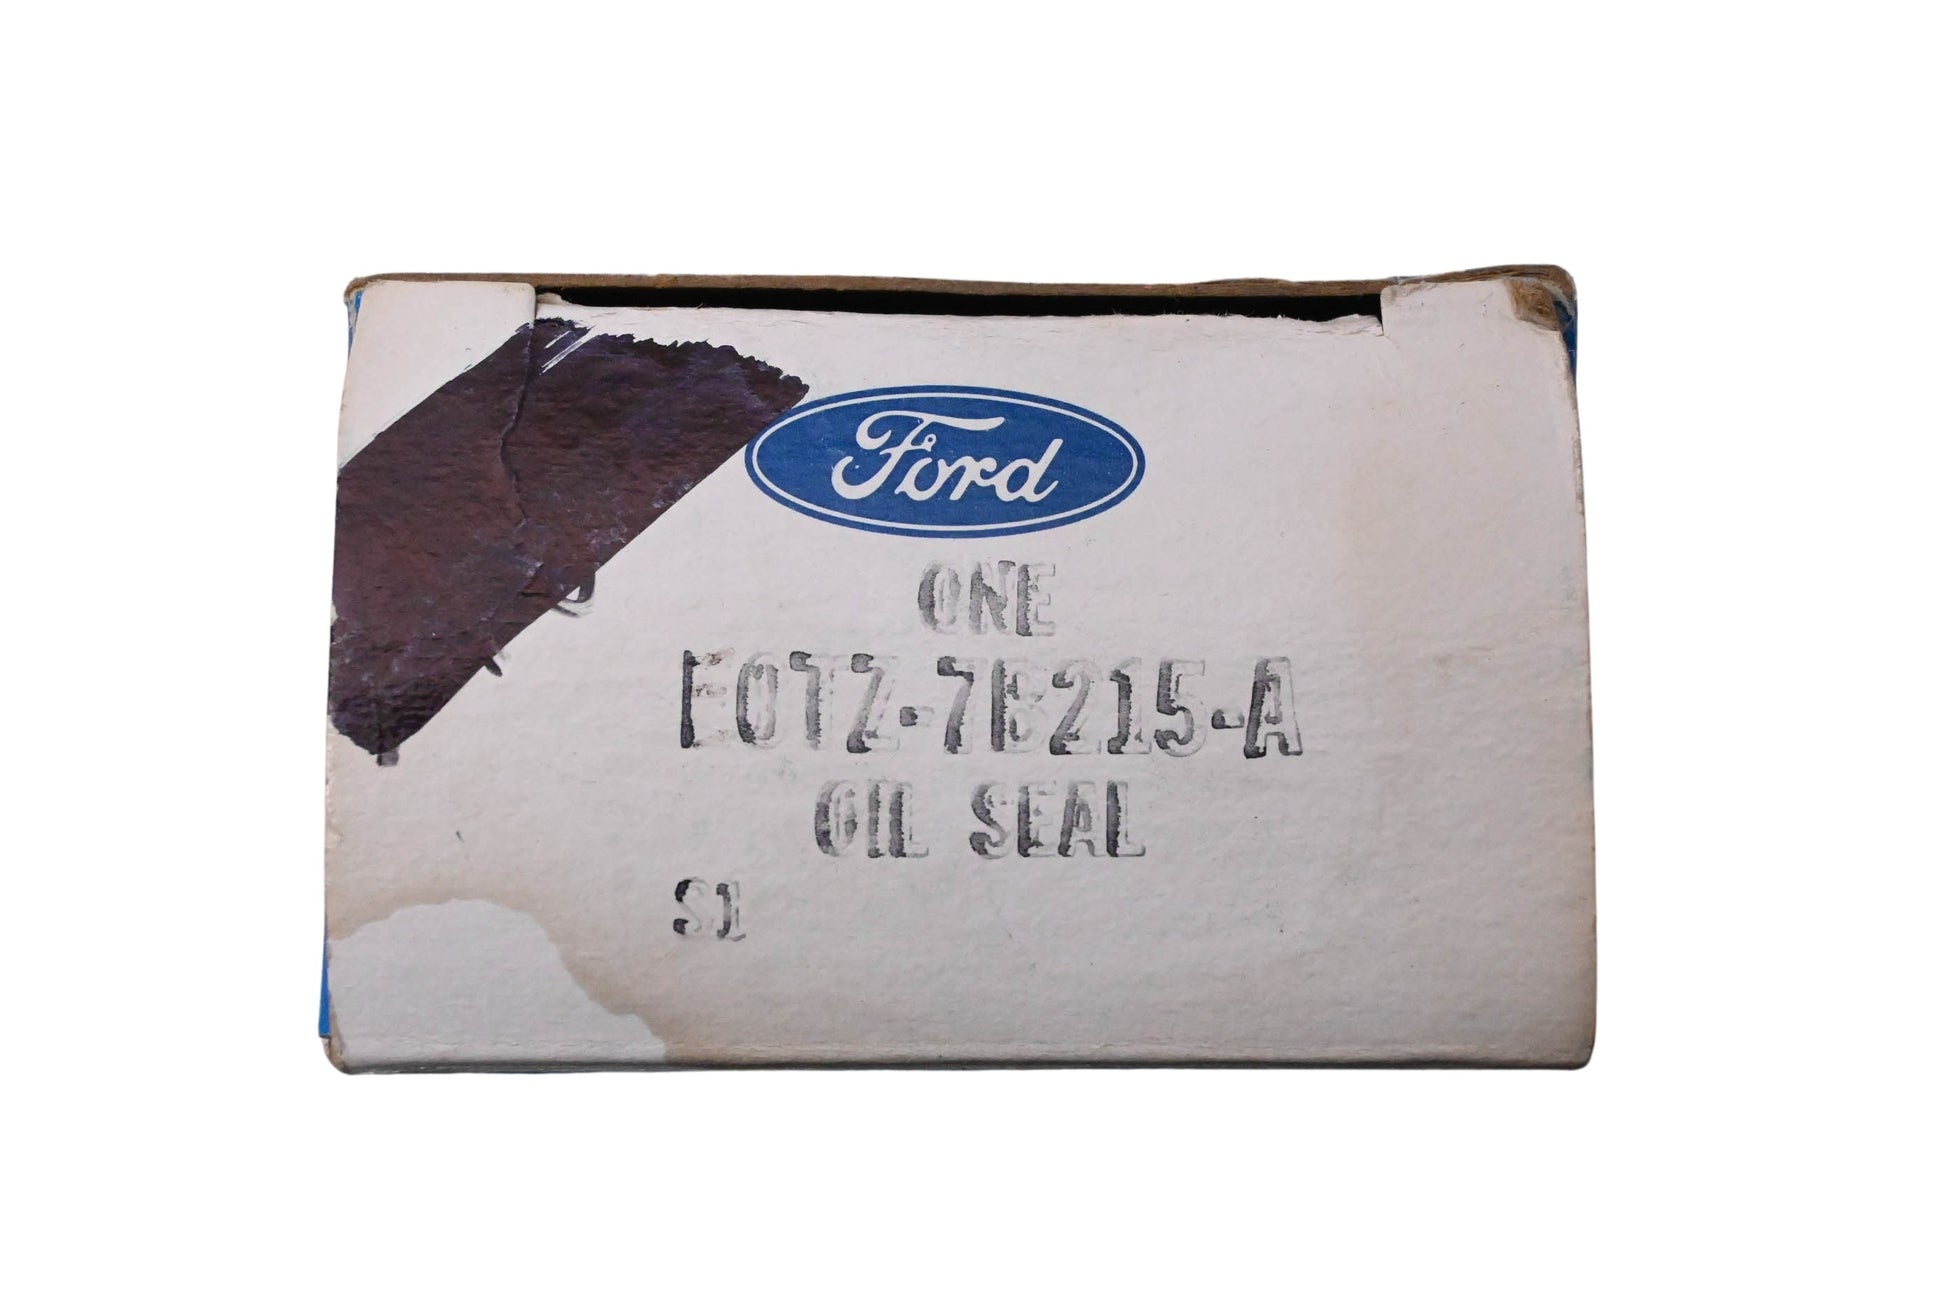 Ford
ONE
E0TZ-7B215-A
OIL SEAL
S1